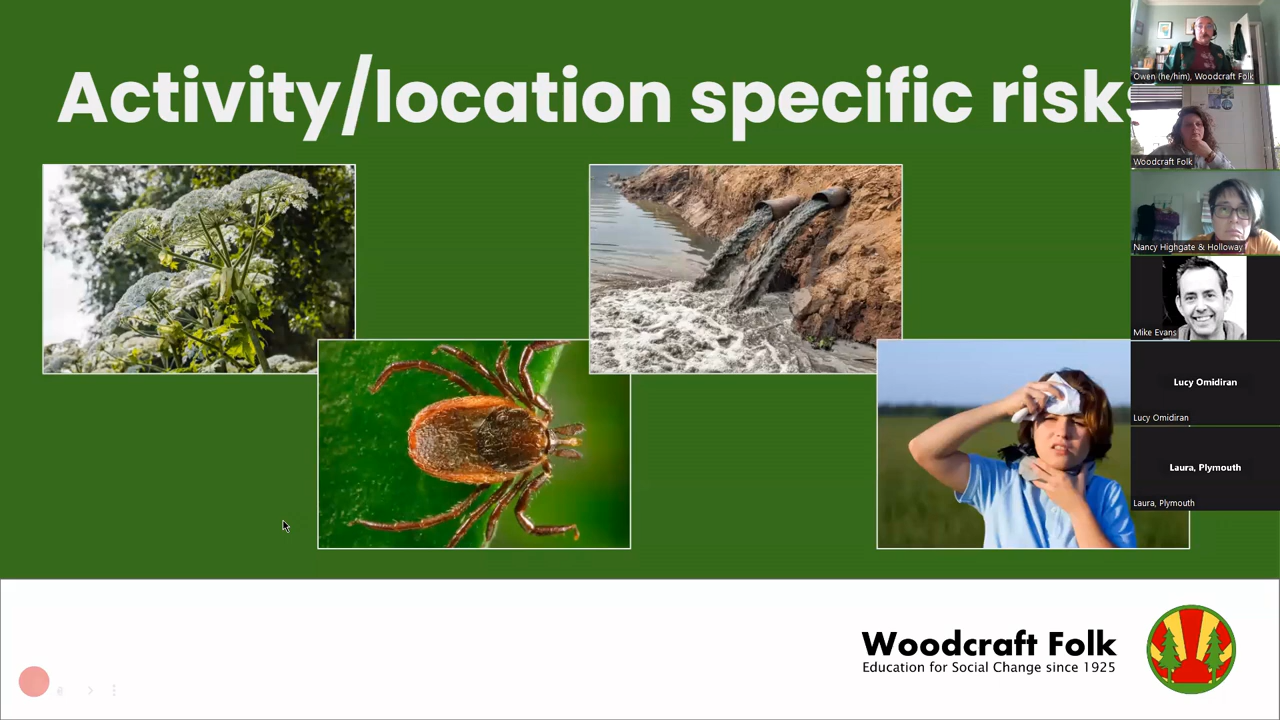 Activity/location specific risks
Owen (he/him), Woodcraft Folk
Woodcraft Folk
Nancy Highgate & Holloway
Mike Evans
Lucy Omidiran
Lucy Omidiran
Laura, Plymouth
Laura, Plymouth
Woodcraft Folk
Education for Social Change since 1925